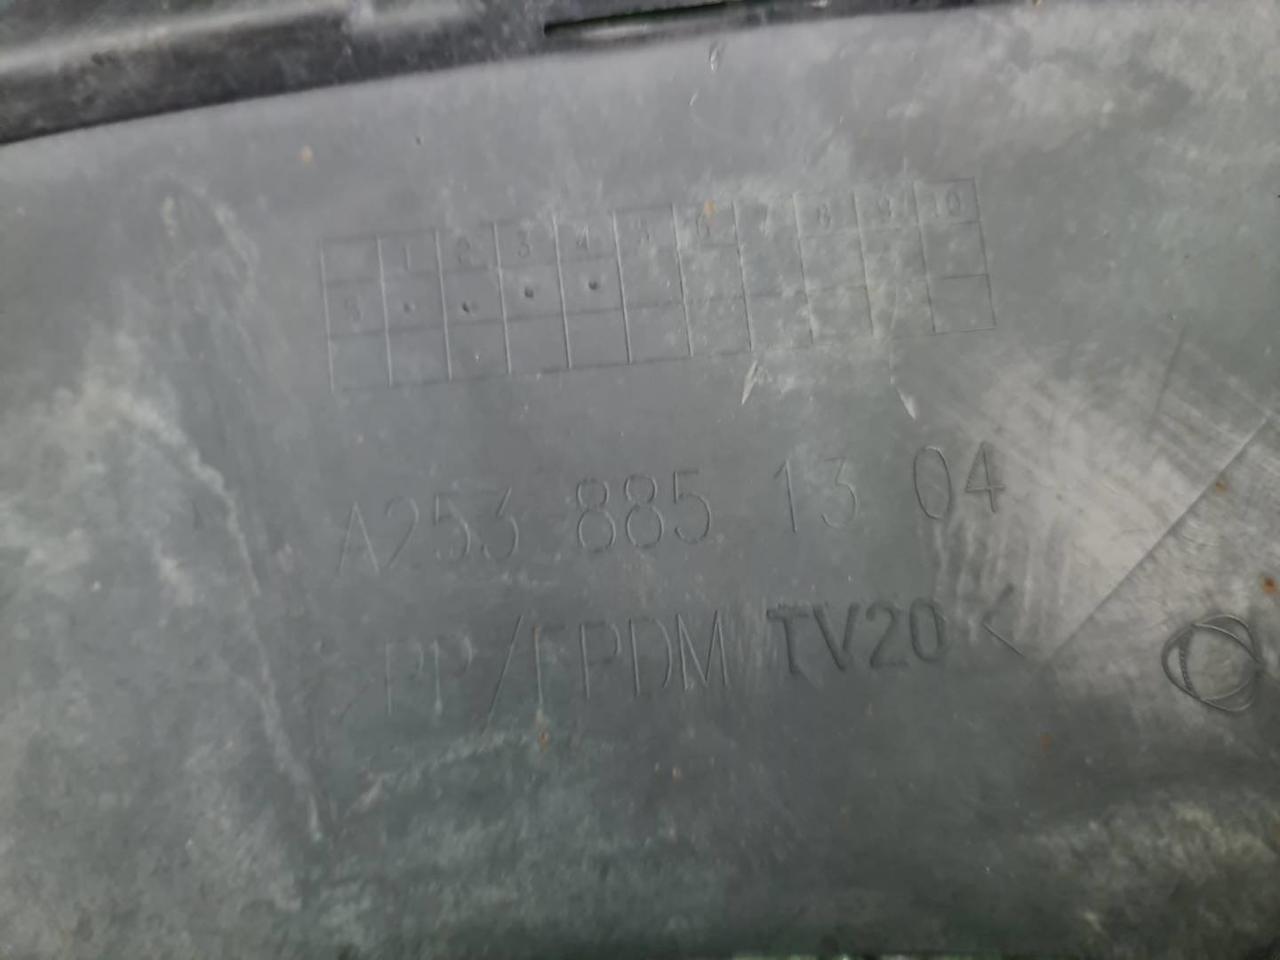 1 2 3 4 5 6 7 8 9 10
A253 885 13 04
>PP/EPDM TV20<